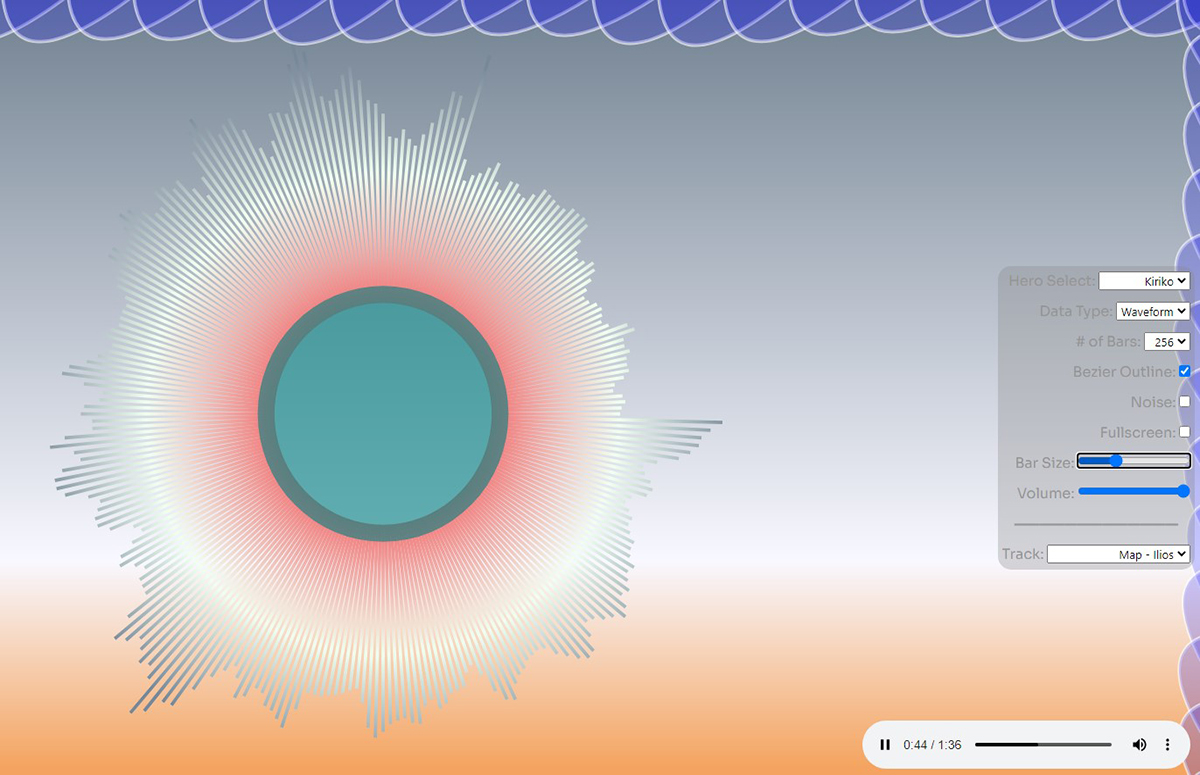 Hero Select: Kiriko
Data Type: Waveform
# of Bars: 256
Bezier Outline:
Noise:
Fullscreen:
Bar Size:
Volume:
Track: Map - Ilios
0:44 / 1:36